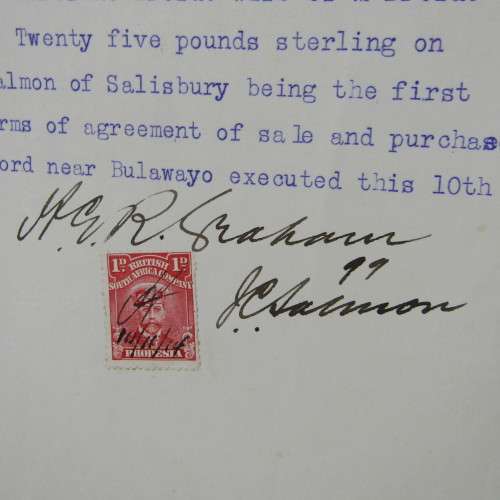 Twenty five pounds sterling on
almon of Salisbury being the first
rms of agreement of sale and purchase
ord near Bulawayo executed this 10th
H.G.R. Graham
1D BRITISH 1D
SOUTH AFRICA COMPANY
RHODESIA
J.C. Salmon